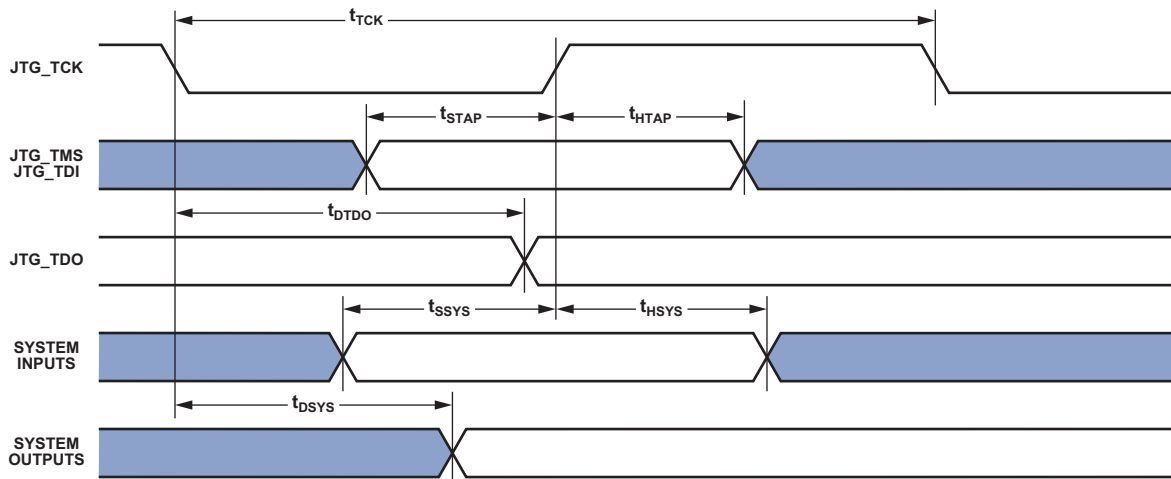 tTCK
JTG_TCK
tSTAP
tHTAP
JTG_TMS
JTG_TDI
tDTDO
JTG_TDO
tSSYS
tHSYS
SYSTEM
INPUTS
tDSYS
SYSTEM
OUTPUTS